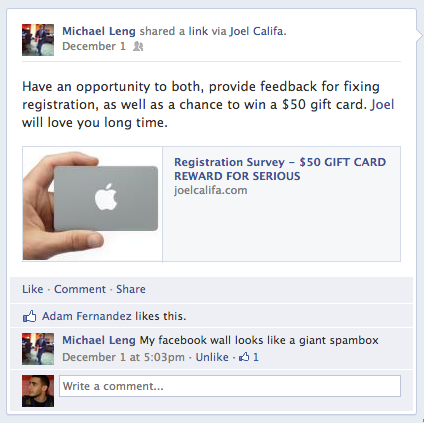 Michael Leng shared a link via Joel Califa.
December 1
Have an opportunity to both, provide feedback for fixing
registration, as well as a chance to win a $50 gift card. Joel
will love you long time.
Registration Survey – $50 GIFT CARD
REWARD FOR SERIOUS
joelcalifa.com
Like · Comment · Share
Adam Fernandez likes this.
Michael Leng My facebook wall looks like a giant spambox
December 1 at 5:03pm · Unlike · 1
Write a comment...